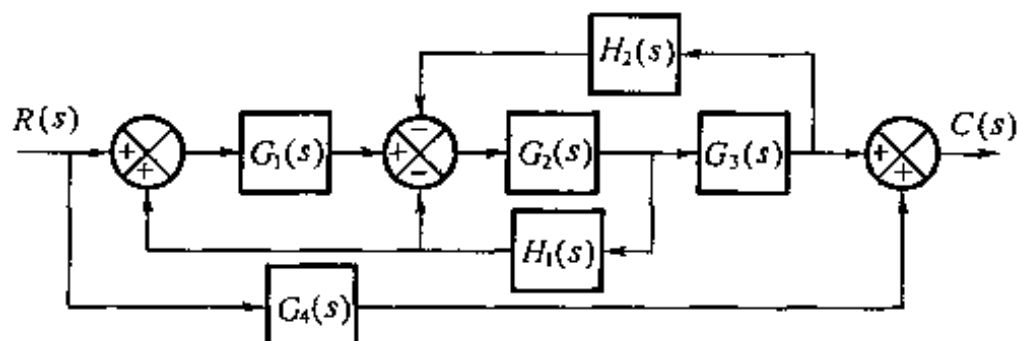 H₂(s)
R(s)
C(s)
+ + G₁(s) + − − G₂(s) G₃(s) + +
H₁(s)
G₄(s)